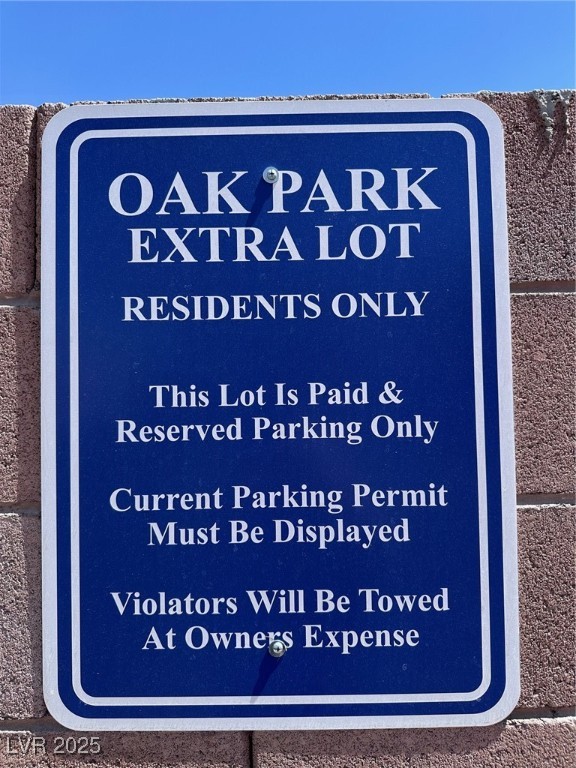 OAK PARK
EXTRA LOT
RESIDENTS ONLY
This Lot Is Paid &
Reserved Parking Only
Current Parking Permit
Must Be Displayed
Violators Will Be Towed
At Owners Expense
LVR 2025